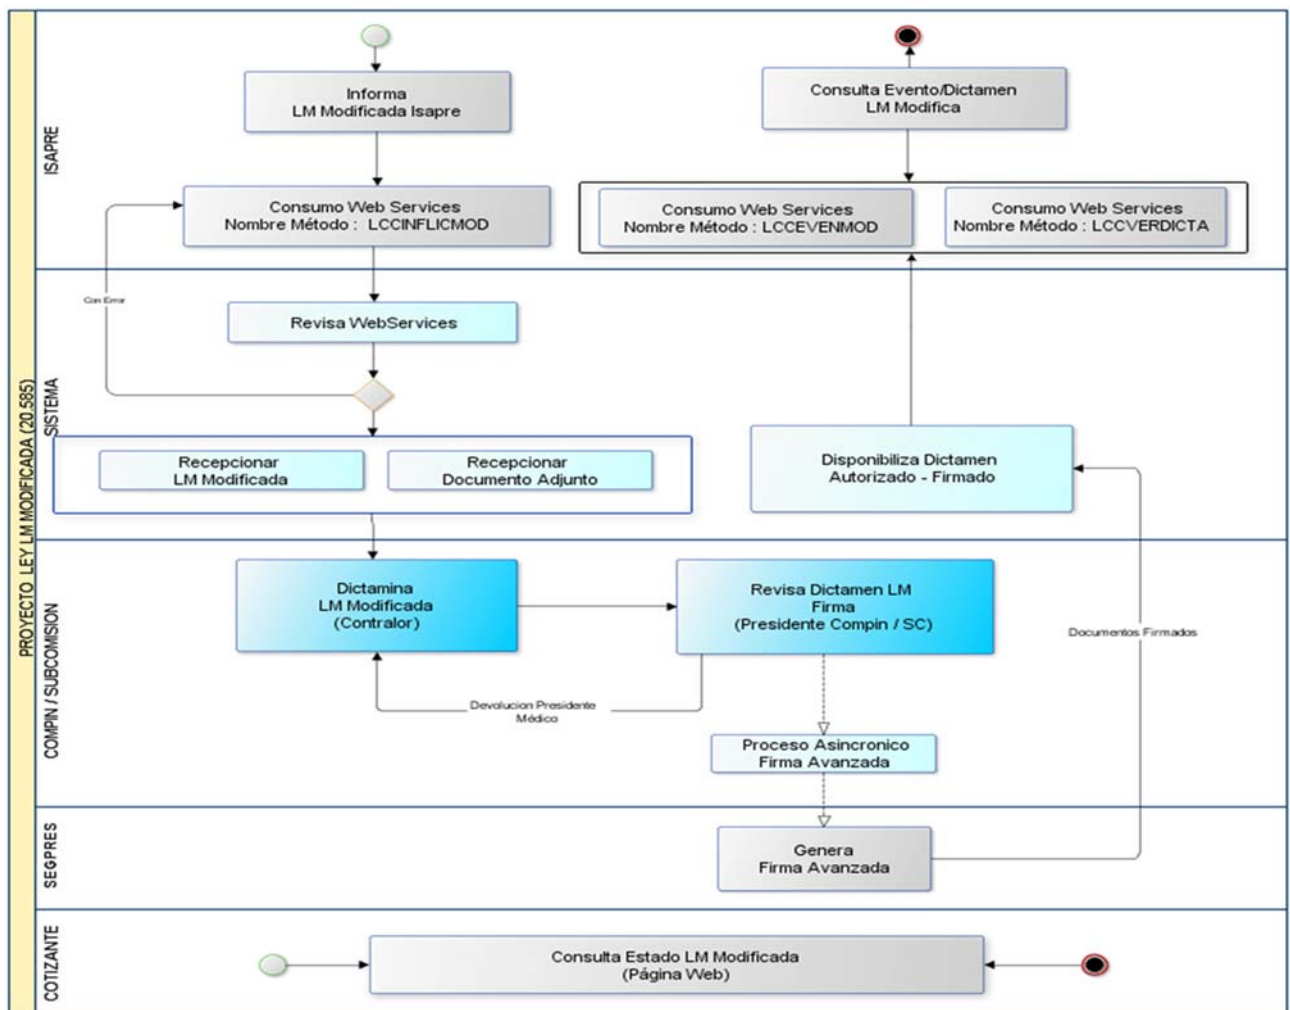 PROYECTO LEY LM MODIFICADA (20.585)
ISAPRE
Informa
LM Modificada Isapre
Consulta Evento/Dictamen
LM Modifica
Consumo Web Services
Nombre Método : LCCINFLICMOD
Consumo Web Services
Nombre Método : LCCEVENMOD
Consumo Web Services
Nombre Método : LCCVERDICTA
SISTEMA
Con Error
Revisa WebServices
Recepcionar
LM Modificada
Recepcionar
Documento Adjunto
Disponibiliza Dictamen
Autorizado - Firmado
COMPIN / SUBCOMISION
Dictamina
LM Modificada
(Contralor)
Revisa Dictamen LM
Firma
(Presidente Compin / SC)
Documentos Firmados
Devolucion Presidente
Médico
Proceso Asincronico
Firma Avanzada
SEGPRES
Genera
Firma Avanzada
COTIZANTE
Consulta Estado LM Modificada
(Página Web)